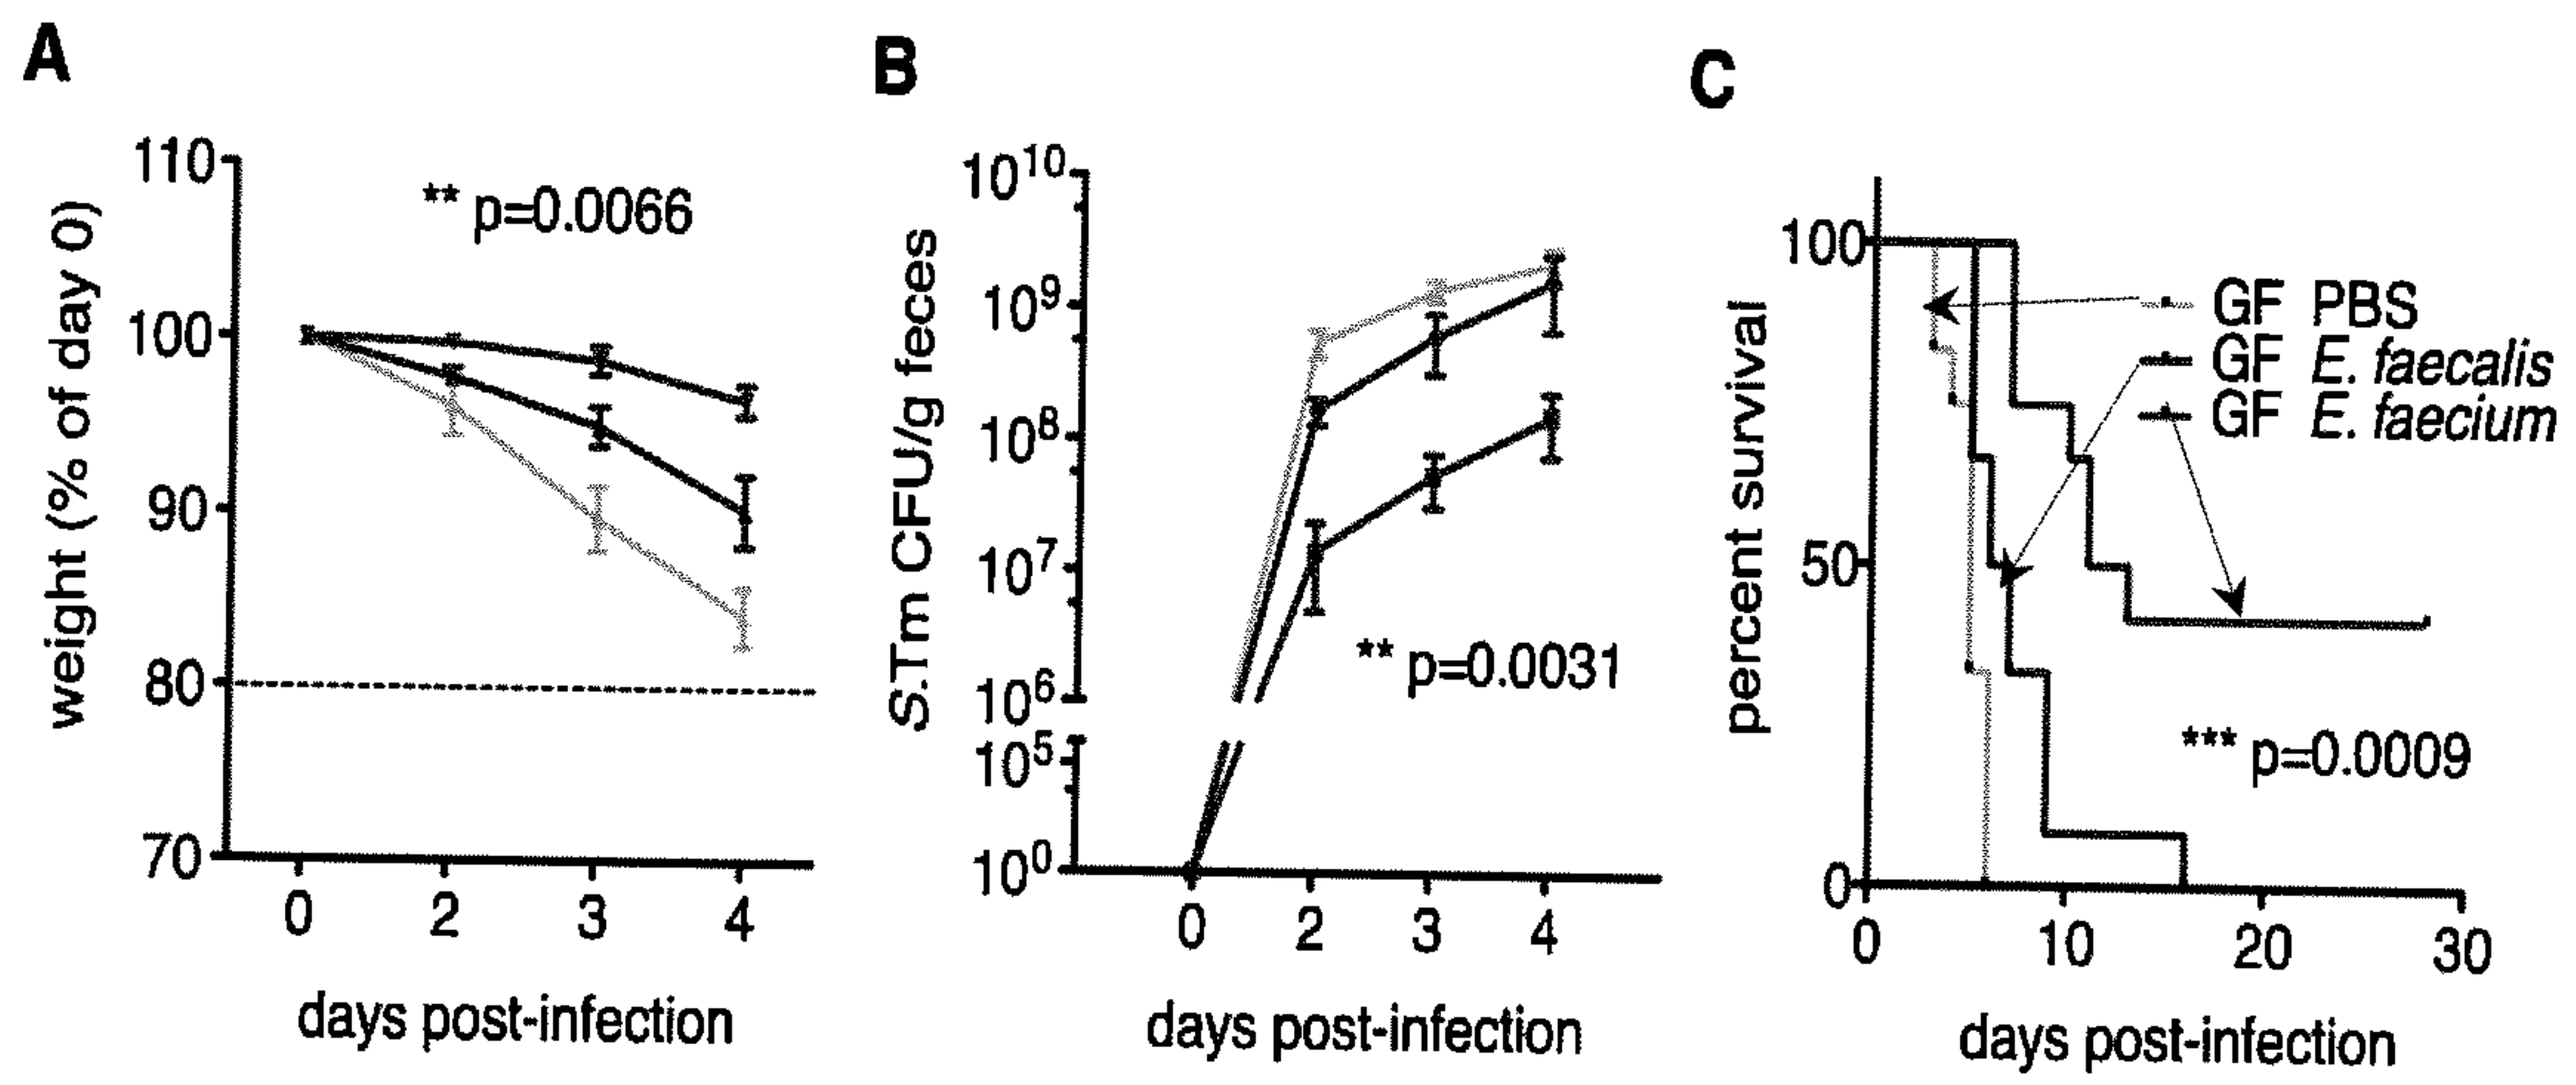 A
weight (% of day 0)
110
100
90
80
70
** p=0.0066
0 2 3 4
days post-infection
B
S.Tm CFU/g feces
10^10
10^9
10^8
10^7
10^6
10^5
10^0
** p=0.0031
0 2 3 4
days post-infection
C
percent survival
100
50
0
GF PBS
GF E. faecalis
GF E. faecium
*** p=0.0009
0 10 20 30
days post-infection